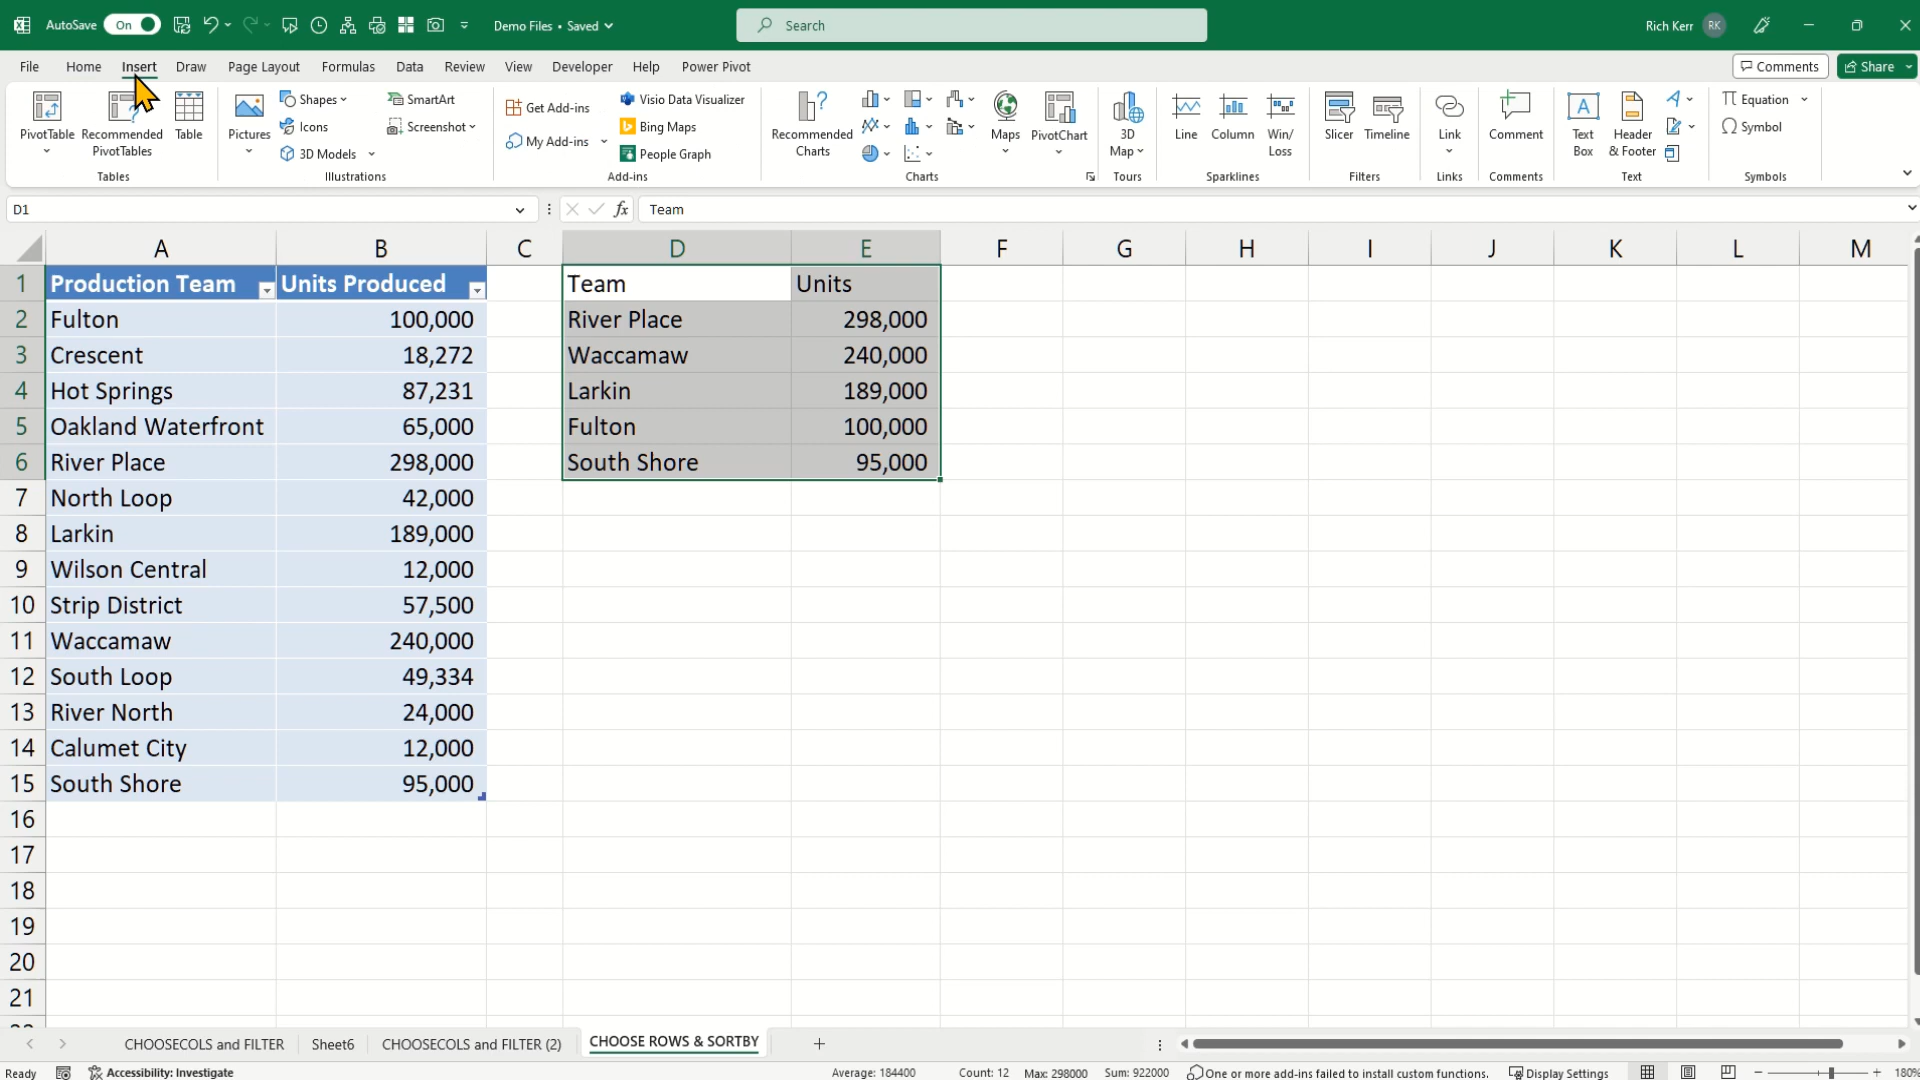 AutoSave On Demo Files • Saved Search Rich Kerr RK
File Home Insert Draw Page Layout Formulas Data Review View Developer Help Power Pivot Comments Share
PivotTable
Recommended PivotTables
Table
Tables
Pictures
Shapes
Icons
3D Models
SmartArt
Screenshot
Illustrations
Get Add-ins
My Add-ins
Visio Data Visualizer
Bing Maps
People Graph
Add-ins
Recommended Charts
Maps
PivotChart
Charts
3D Map
Tours
Line
Column
Win/Loss
Sparklines
Slicer
Timeline
Filters
Link
Links
Comment
Comments
Text Box
Header & Footer
Text
Equation
Symbol
Symbols
D1 fx Team
A B C D E F G H I J K L M
1 Production Team Units Produced Team Units
2 Fulton 100,000 River Place 298,000
3 Crescent 18,272 Waccamaw 240,000
4 Hot Springs 87,231 Larkin 189,000
5 Oakland Waterfront 65,000 Fulton 100,000
6 River Place 298,000 South Shore 95,000
7 North Loop 42,000
8 Larkin 189,000
9 Wilson Central 12,000
10 Strip District 57,500
11 Waccamaw 240,000
12 South Loop 49,334
13 River North 24,000
14 Calumet City 12,000
15 South Shore 95,000
16
17
18
19
20
21
CHOOSECOLS and FILTER Sheet6 CHOOSECOLS and FILTER (2) CHOOSE ROWS & SORTBY
Ready Accessibility: Investigate Average: 184400 Count: 12 Max: 298000 Sum: 922000 One or more add-ins failed to install custom functions. Display Settings 180%